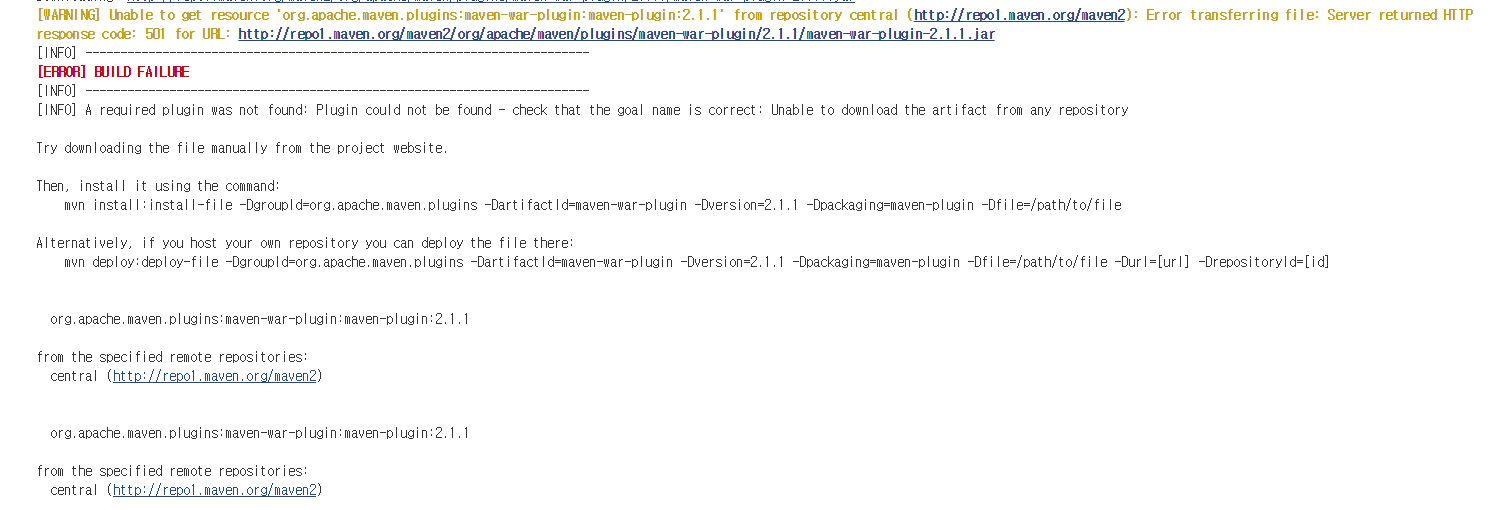 [WARNING] Unable to get resource 'org.apache.maven.plugins:maven-war-plugin:maven-plugin:2.1.1' from repository central (http://repo1.maven.org/maven2): Error transferring file: Server returned HTTP
response code: 501 for URL: http://repo1.maven.org/maven2/org/apache/maven/plugins/maven-war-plugin/2.1.1/maven-war-plugin-2.1.1.jar
[INFO] ------------------------------------------------------------------------
[ERROR] BUILD FAILURE
[INFO] ------------------------------------------------------------------------
[INFO] A required plugin was not found: Plugin could not be found - check that the goal name is correct: Unable to download the artifact from any repository
Try downloading the file manually from the project website.
Then, install it using the command:
mvn install:install-file -DgroupId=org.apache.maven.plugins -DartifactId=maven-war-plugin -Dversion=2.1.1 -Dpackaging=maven-plugin -Dfile=/path/to/file
Alternatively, if you host your own repository you can deploy the file there:
mvn deploy:deploy-file -DgroupId=org.apache.maven.plugins -DartifactId=maven-war-plugin -Dversion=2.1.1 -Dpackaging=maven-plugin -Dfile=/path/to/file -Durl=[url] -DrepositoryId=[id]
org.apache.maven.plugins:maven-war-plugin:maven-plugin:2.1.1
from the specified remote repositories:
central (http://repo1.maven.org/maven2)
org.apache.maven.plugins:maven-war-plugin:maven-plugin:2.1.1
from the specified remote repositories:
central (http://repo1.maven.org/maven2)